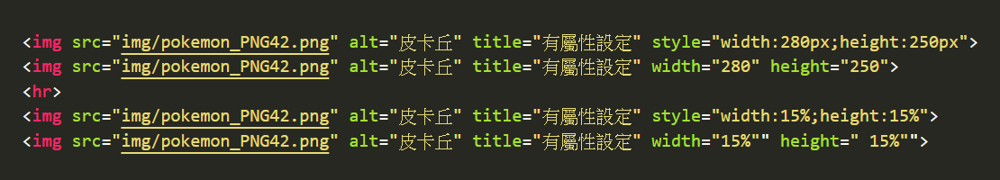 <img src="img/pokemon_PNG42.png" alt="皮卡丘" title="有屬性設定" style="width:280px;height:250px">
<img src="img/pokemon_PNG42.png" alt="皮卡丘" title="有屬性設定" width="280" height="250">
<hr>
<img src="img/pokemon_PNG42.png" alt="皮卡丘" title="有屬性設定" style="width:15%;height:15%">
<img src="img/pokemon_PNG42.png" alt="皮卡丘" title="有屬性設定" width="15%"" height=" 15%"">